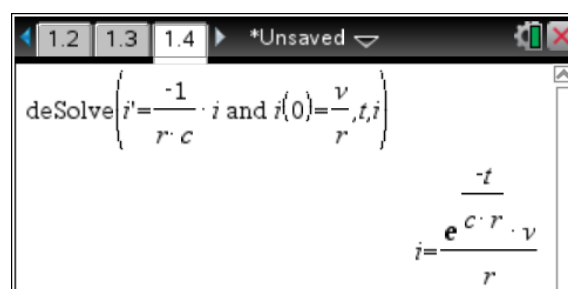 1.2 1.3 1.4 *Unsaved
deSolve(i'=-1/(r·c)·i and i(0)=v/r,t,i)
i=(e^(-t/(c·r))·v)/r